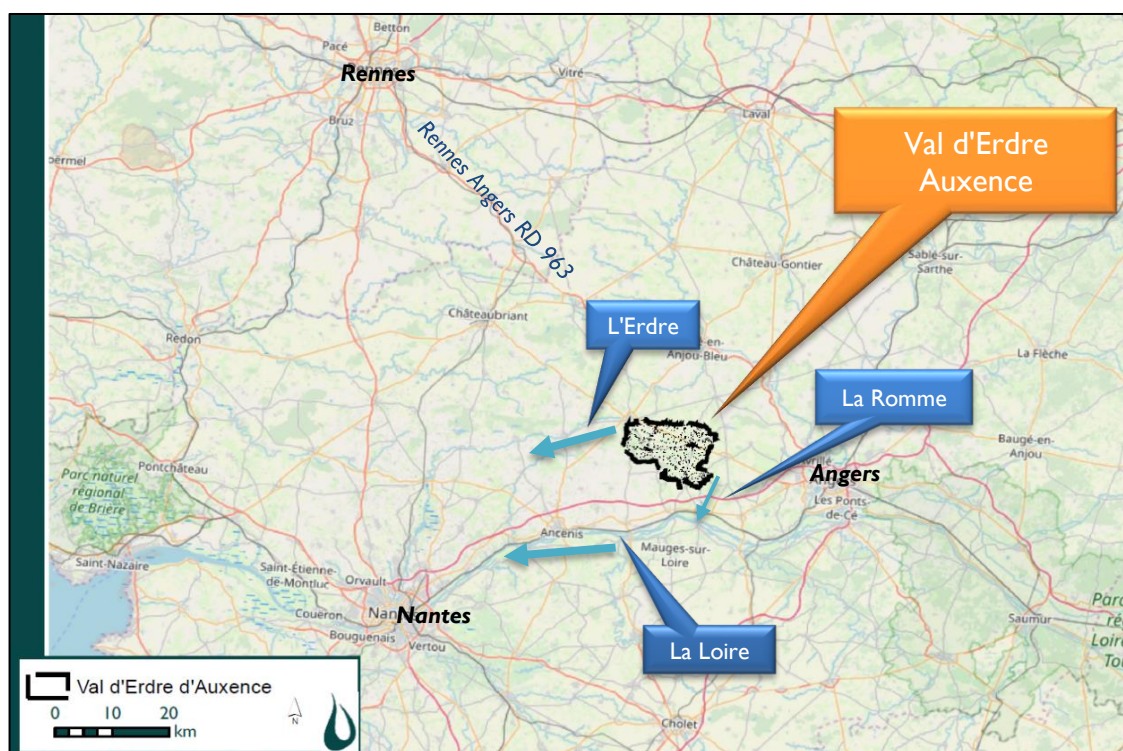 Betton
Pacé
Rennes
Vitré
Bruz
Laval
Rennes Angers RD 963
Val d'Erdre
Auxence
Sablé-sur-
Sarthe
Château-Gontier
Châteaubriant
L'Erdre
Redon
Anjou-Bleu
La Flèche
La Romme
Baugé-en-
Anjou
Pontchâteau
Parc naturel
régional
de Brière
Angers
Les Ponts-
de-Cé
Ancenis
Mauges-sur-
Loire
Saint-Nazaire
Saint-Étienne-
de-Montluc
Orvault
Couëron
Nantes
Bouguenais
Vertou
Saumur
La Loire
Cholet
Val d'Erdre d'Auxence
0 10 20
km
N